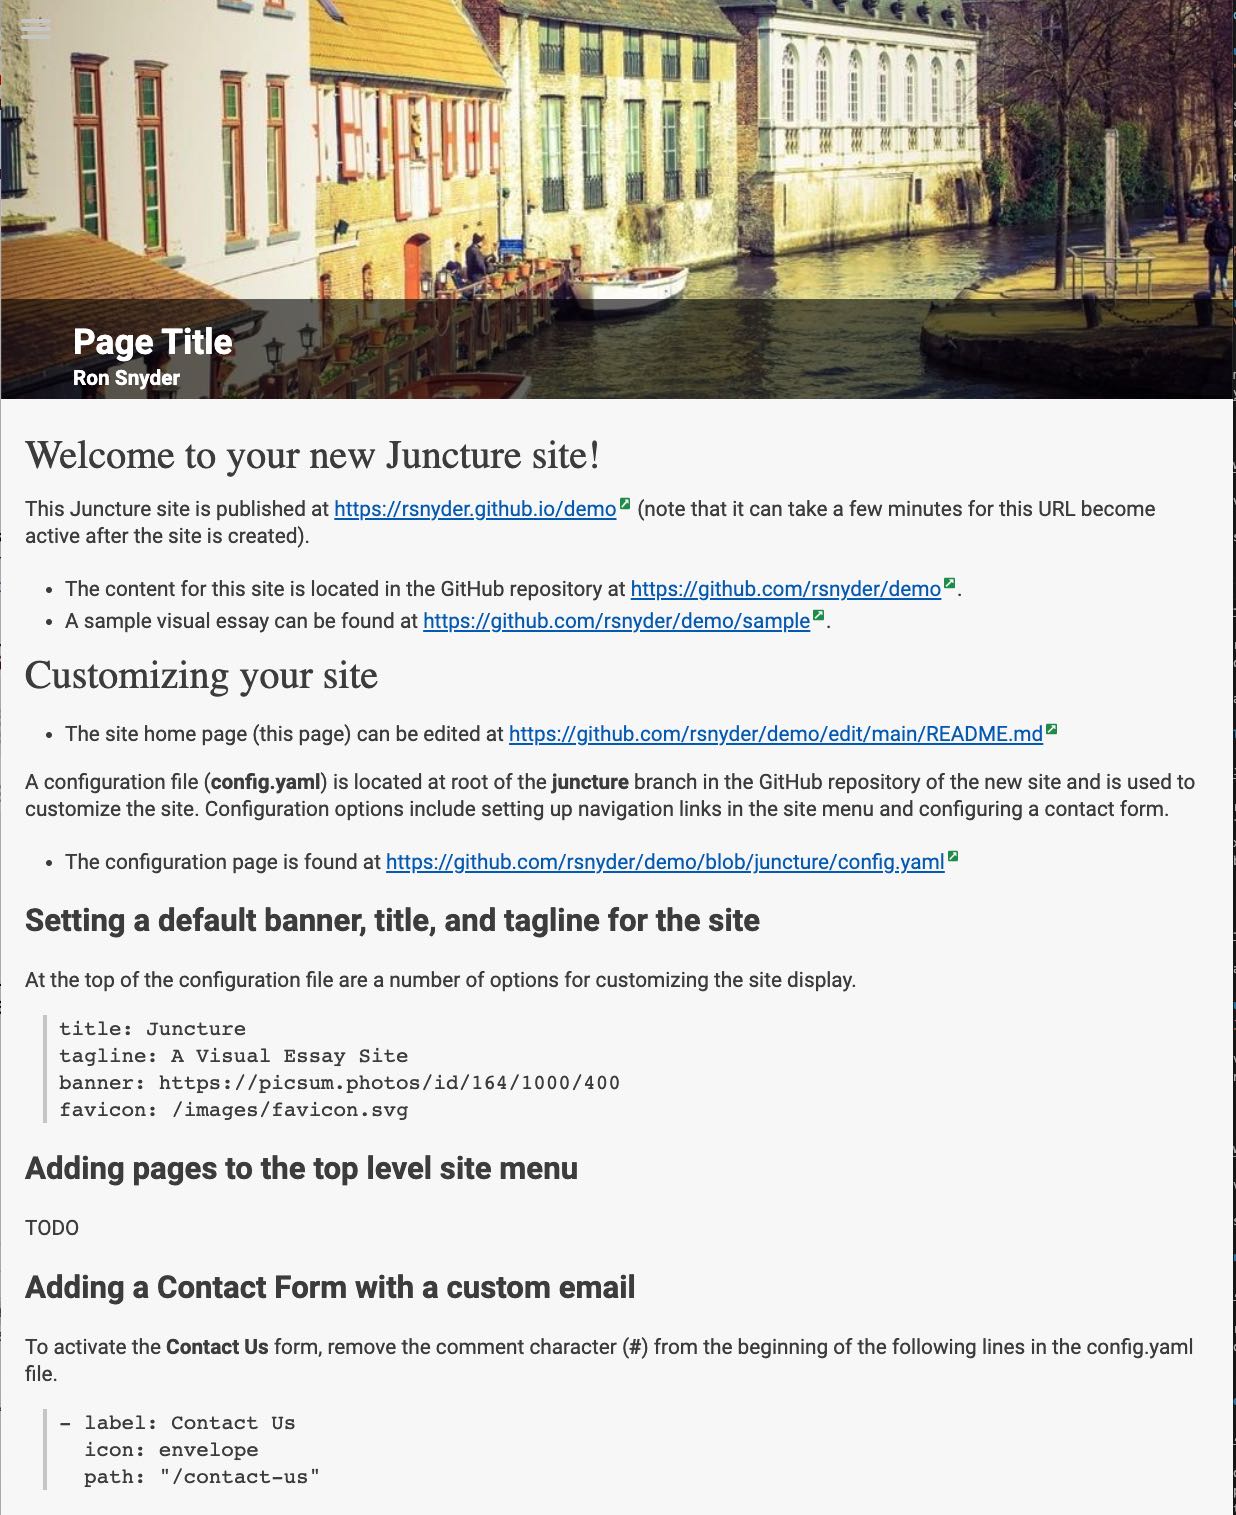 Page Title
Ron Snyder
Welcome to your new Juncture site!
This Juncture site is published at https://rsnyder.github.io/demo (note that it can take a few minutes for this URL become
active after the site is created).
• The content for this site is located in the GitHub repository at https://github.com/rsnyder/demo.
• A sample visual essay can be found at https://github.com/rsnyder/demo/sample.
Customizing your site
• The site home page (this page) can be edited at https://github.com/rsnyder/demo/edit/main/README.md
A configuration file (config.yaml) is located at root of the juncture branch in the GitHub repository of the new site and is used to
customize the site. Configuration options include setting up navigation links in the site menu and configuring a contact form.
• The configuration page is found at https://github.com/rsnyder/demo/blob/juncture/config.yaml
Setting a default banner, title, and tagline for the site
At the top of the configuration file are a number of options for customizing the site display.
title: Juncture
tagline: A Visual Essay Site
banner: https://picsum.photos/id/164/1000/400
favicon: /images/favicon.svg
Adding pages to the top level site menu
TODO
Adding a Contact Form with a custom email
To activate the Contact Us form, remove the comment character (#) from the beginning of the following lines in the config.yaml
file.
- label: Contact Us
  icon: envelope
  path: "/contact-us"